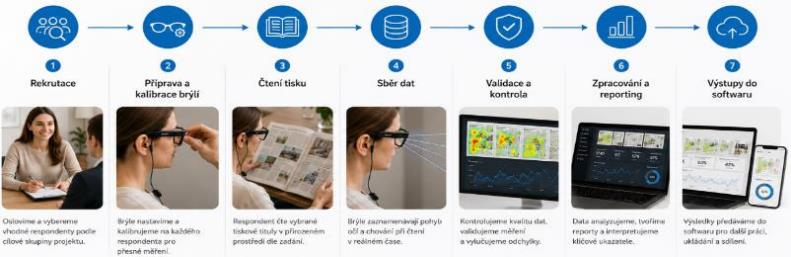 1
Rekrutace
Oslovíme a vybereme
vhodné respondenty podle
cílové skupiny projektu.
2
Příprava a
kalibrace brýlí
Brýle nastavíme a
kalibrujeme na každého
respondenta pro
přesné měření.
3
Čtení tisku
Respondent čte vybrané
tiskové tituly v přirozeném
prostředí dle zadání.
4
Sběr dat
Brýle zaznamenávají pohyb
očí a chování při čtení
v reálném čase.
5
Validace a
kontrola
Kontrolujeme kvalitu dat,
validujeme měření
a vylučujeme odchylky.
6
Zpracování a
reporting
Data analyzujeme, tvoříme
reporty a interpretujeme
klíčové ukazatele.
7
Výstupy do
softwaru
Výsledky předáváme do
softwaru pro další práci,
ukládání a sdílení.